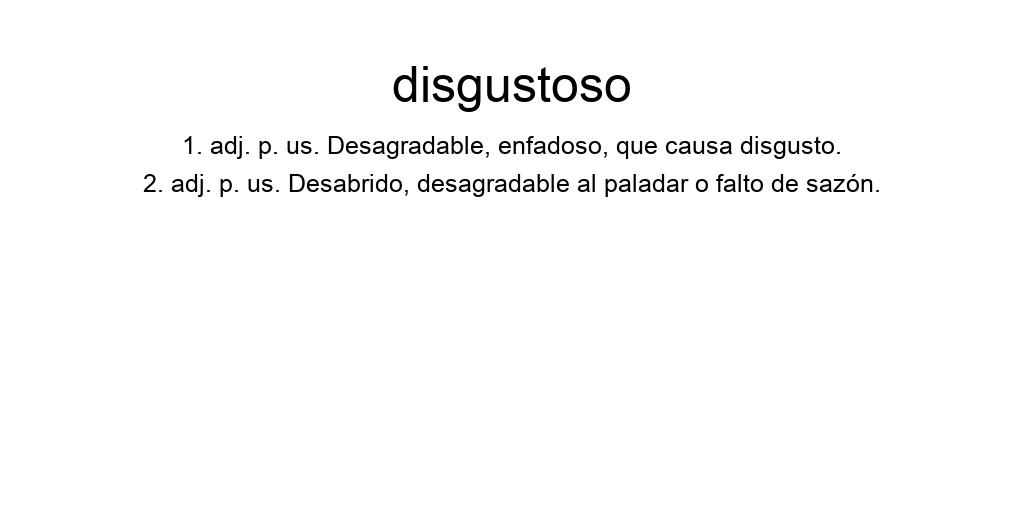 disgustoso
1. adj. p. us. Desagradable, enfadoso, que causa disgusto.
2. adj. p. us. Desabrido, desagradable al paladar o falto de sazón.